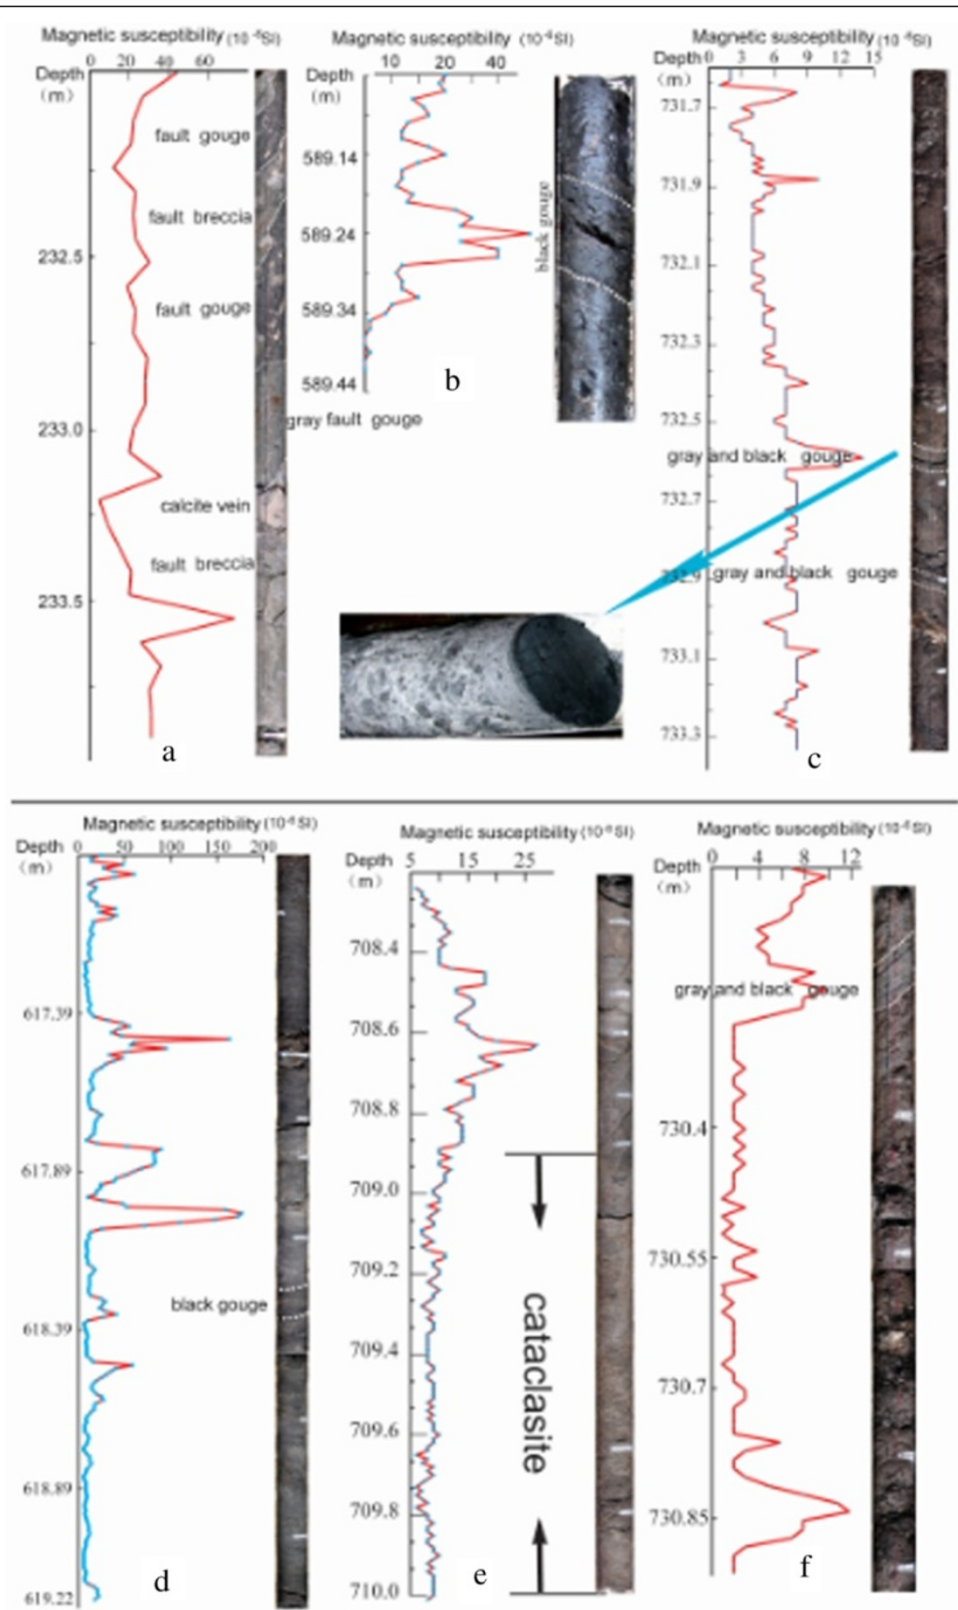 Magnetic susceptibility (10⁻⁶SI)
0 20 40 60
Depth
(m)
fault gouge
fault breccia
232.5
fault gouge
233.0
calcite vein
fault breccia
233.5
a
Magnetic susceptibility (10⁻⁶SI)
10 20 40
Depth
(m)
589.14
589.24
589.34
589.44
black gouge
b
gray fault gouge
Magnetic susceptibility (10⁻⁶SI)
Depth
0 3 6 9 12 15
(m)
731.7
731.9
732.1
732.3
732.5
gray and black gouge
732.7
732.9
gray and black gouge
733.1
733.3
c
Magnetic susceptibility (10⁻⁶SI)
Depth
0 50 100 150 200
(m)
617.39
617.89
black gouge
618.39
618.89
619.22
d
Magnetic susceptibility (10⁻⁶SI)
Depth
5 15 25
(m)
708.4
708.6
708.8
709.0
709.2
709.4
709.6
709.8
710.0
cataclasite
e
Magnetic susceptibility (10⁻⁶SI)
Depth
0 4 8 12
(m)
gray and black gouge
730.4
730.55
730.7
730.85
f